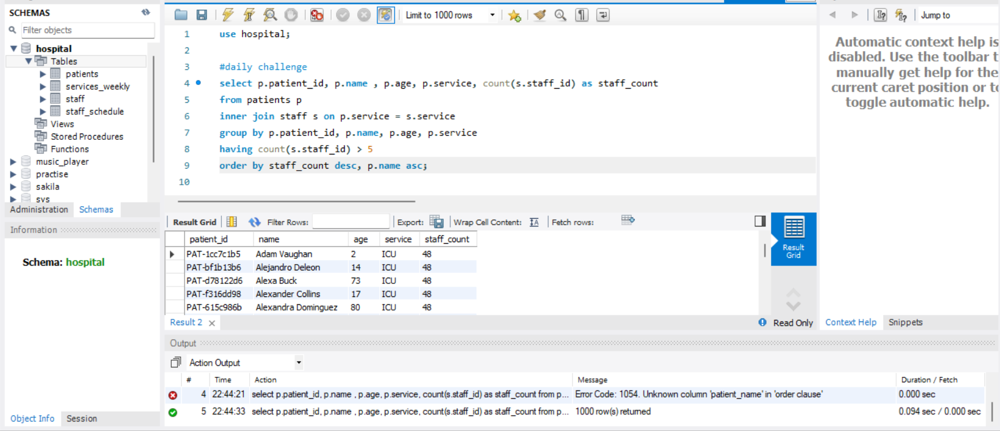 SCHEMAS
Filter objects
hospital
Tables
patients
services_weekly
staff
staff_schedule
Views
Stored Procedures
Functions
music_player
practise
sakila
sys
Administration Schemas
Information
Schema: hospital
Object Info Session
Limit to 1000 rows
1 use hospital;
2
3 #daily challenge
4 select p.patient_id, p.name , p.age, p.service, count(s.staff_id) as staff_count
5 from patients p
6 inner join staff s on p.service = s.service
7 group by p.patient_id, p.name, p.age, p.service
8 having count(s.staff_id) > 5
9 order by staff_count desc, p.name asc;
10
Result Grid Filter Rows: Export: Wrap Cell Content: Fetch rows:
patient_id name age service staff_count
PAT-1cc7c1b5 Adam Vaughan 2 ICU 48
PAT-bf1b13b6 Alejandro Deleon 14 ICU 48
PAT-d78122d6 Alexa Buck 73 ICU 48
PAT-f316dd98 Alexander Collins 17 ICU 48
PAT-615c986b Alexandra Dominguez 80 ICU 48
Result
Grid
Result 2 Read Only
Jump to
Automatic context help is
disabled. Use the toolbar t
manually get help for the
current caret position or to
toggle automatic help.
Context Help Snippets
Output
Action Output
# Time Action Message Duration / Fetch
4 22:44:21 select p.patient_id, p.name , p.age, p.service, count(s.staff_id) as staff_count from p... Error Code: 1054. Unknown column 'patient_name' in 'order clause' 0.000 sec
5 22:44:33 select p.patient_id, p.name , p.age, p.service, count(s.staff_id) as staff_count from p... 1000 row(s) returned 0.094 sec / 0.000 sec